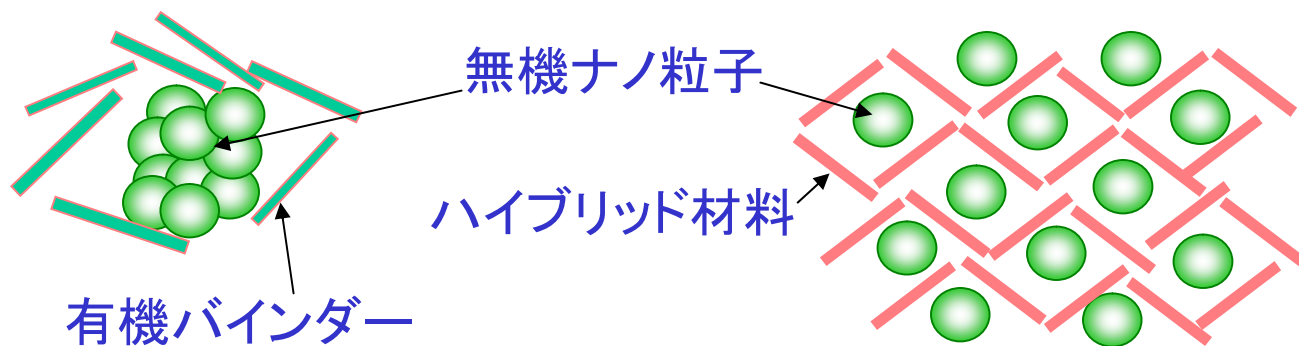 無機ナノ粒子
ハイブリッド材料
有機バインダー